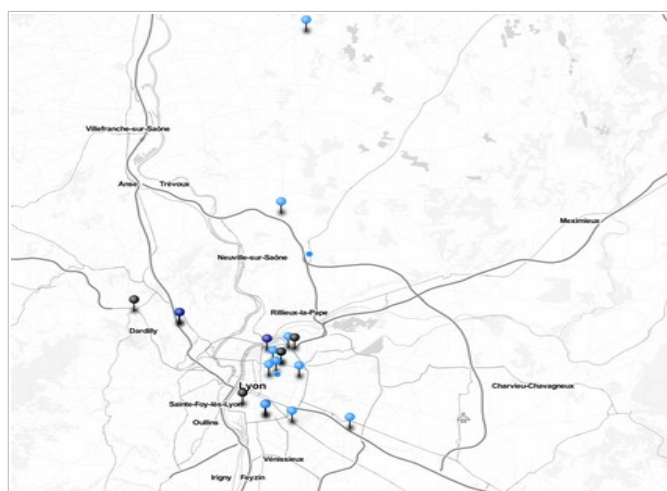 Villefranche-sur-Saône
Anse
Trévoux
Meximieux
Neuville-sur-Saône
Rillieux-la-Pape
Dardilly
Lyon
Charvieu-Chavagneux
Sainte-Foy-lès-Lyon
Oullins
Vénissieux
Irigny
Feyzin